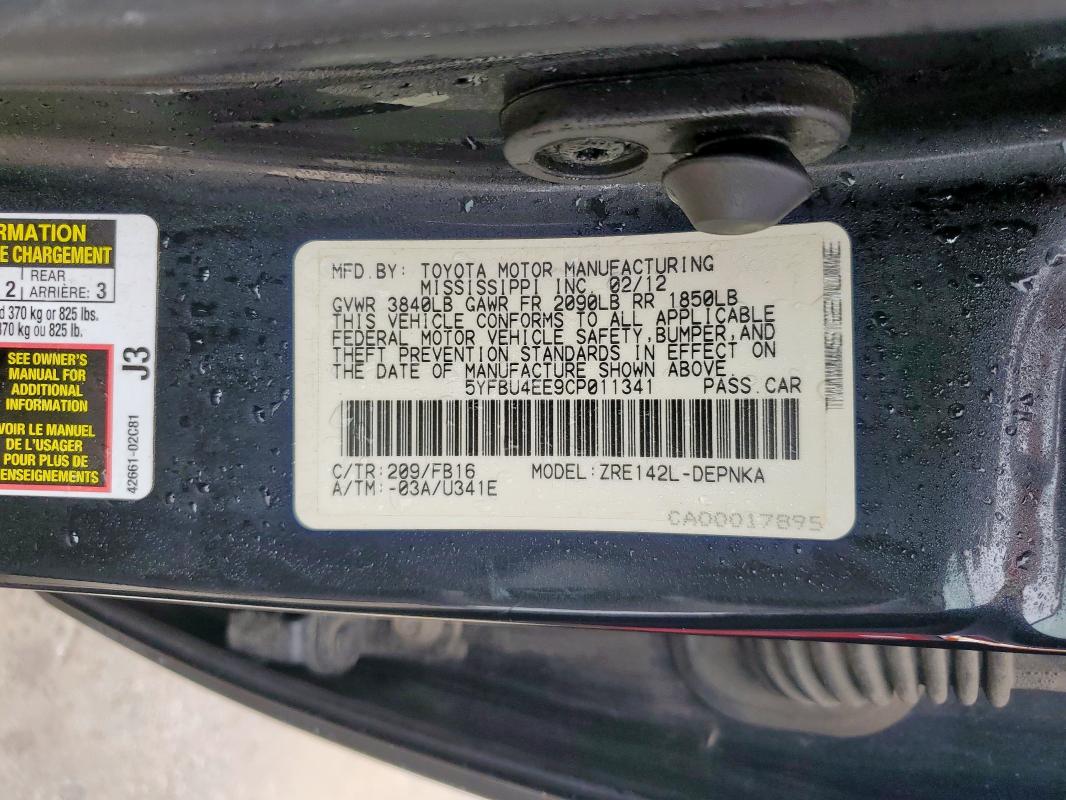 RMATION
E CHARGEMENT
2 REAR
ARRIÈRE: 3
d 370 kg or 825 lbs.
370 kg ou 825 lb.
SEE OWNER'S
MANUAL FOR
ADDITIONAL
INFORMATION
VOIR LE MANUEL
DE L'USAGER
POUR PLUS DE
RENSEIGNEMENTS
J3
42661-02C81
MFD.BY: TOYOTA MOTOR MANUFACTURING
MISSISSIPPI INC. 02/12
GVWR 3840LB GAWR FR 2090LB RR 1850LB
THIS VEHICLE CONFORMS TO ALL APPLICABLE
FEDERAL MOTOR VEHICLE SAFETY,BUMPER,AND
THEFT PREVENTION STANDARDS IN EFFECT ON
THE DATE OF MANUFACTURE SHOWN ABOVE.
5YFBU4EE9CP011341 PASS.CAR
C/TR:209/FB16 MODEL:ZRE142L-DEPNKA
A/TM:-03A/U341E
CA00017895